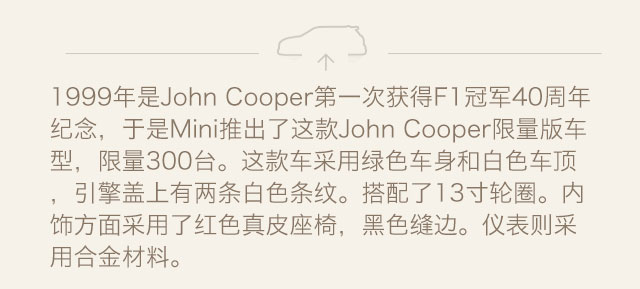 1999年是John Cooper第一次获得F1冠军40周年
纪念，于是Mini推出了这款John Cooper限量版车
型，限量300台。这款车采用绿色车身和白色车顶
，引擎盖上有两条白色条纹。搭配了13寸轮圈。内
饰方面采用了红色真皮座椅，黑色缝边。仪表则采
用合金材料。